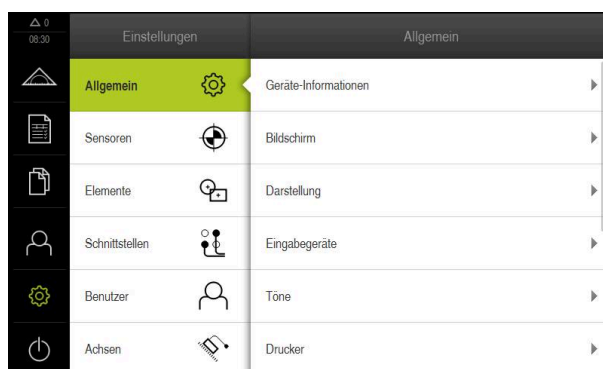 0
08:30
Einstellungen
Allgemein
Allgemein
Sensoren
Elemente
Schnittstellen
Benutzer
Achsen
Geräte-Informationen
Bildschirm
Darstellung
Eingabegeräte
Töne
Drucker